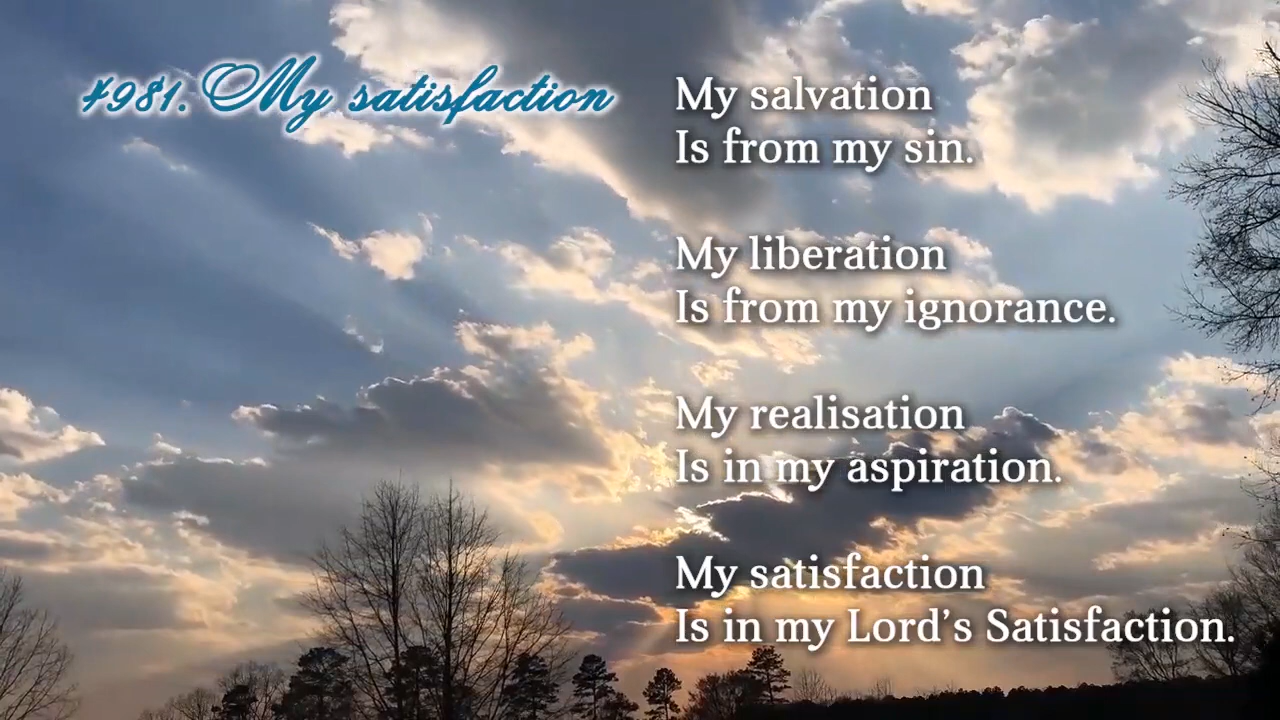 #981. My satisfaction
My salvation
Is from my sin.
My liberation
Is from my ignorance.
My realisation
Is in my aspiration.
My satisfaction
Is in my Lord’s Satisfaction.